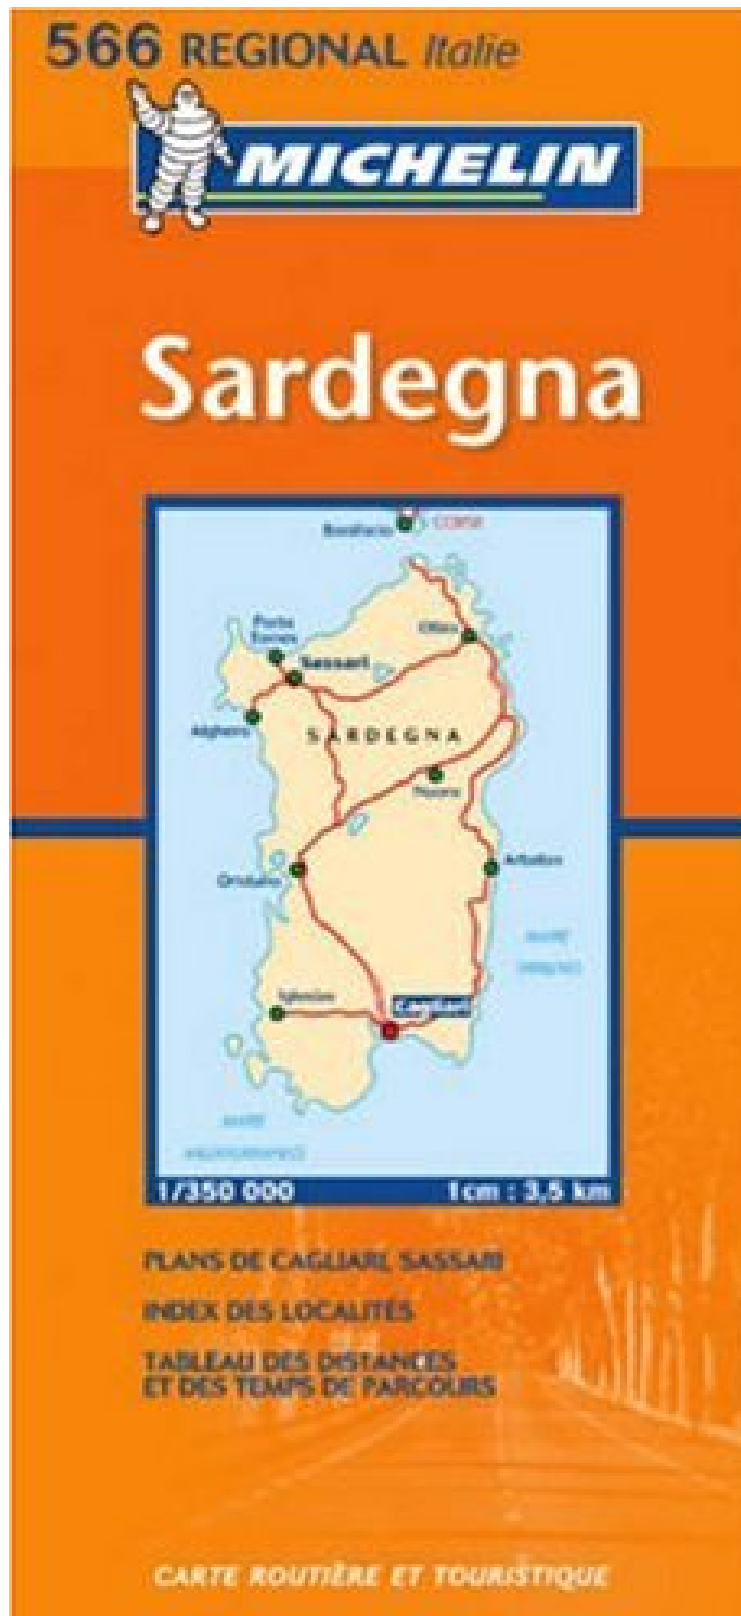 566 REGIONAL Italie
MICHELIN
Sardegna
Bonifacio
CORSE
Porto
Torres
Olbia
Sassari
Alghero
SARDEGNA
Nuoro
Oristano
Arbatax
Iglesias
Cagliari
1/350 000 1cm : 3,5 km
PLANS DE CAGLIARI, SASSARI
INDEX DES LOCALITÉS
TABLEAU DES DISTANCES
ET DES TEMPS DE PARCOURS
CARTE ROUTIÈRE ET TOURISTIQUE